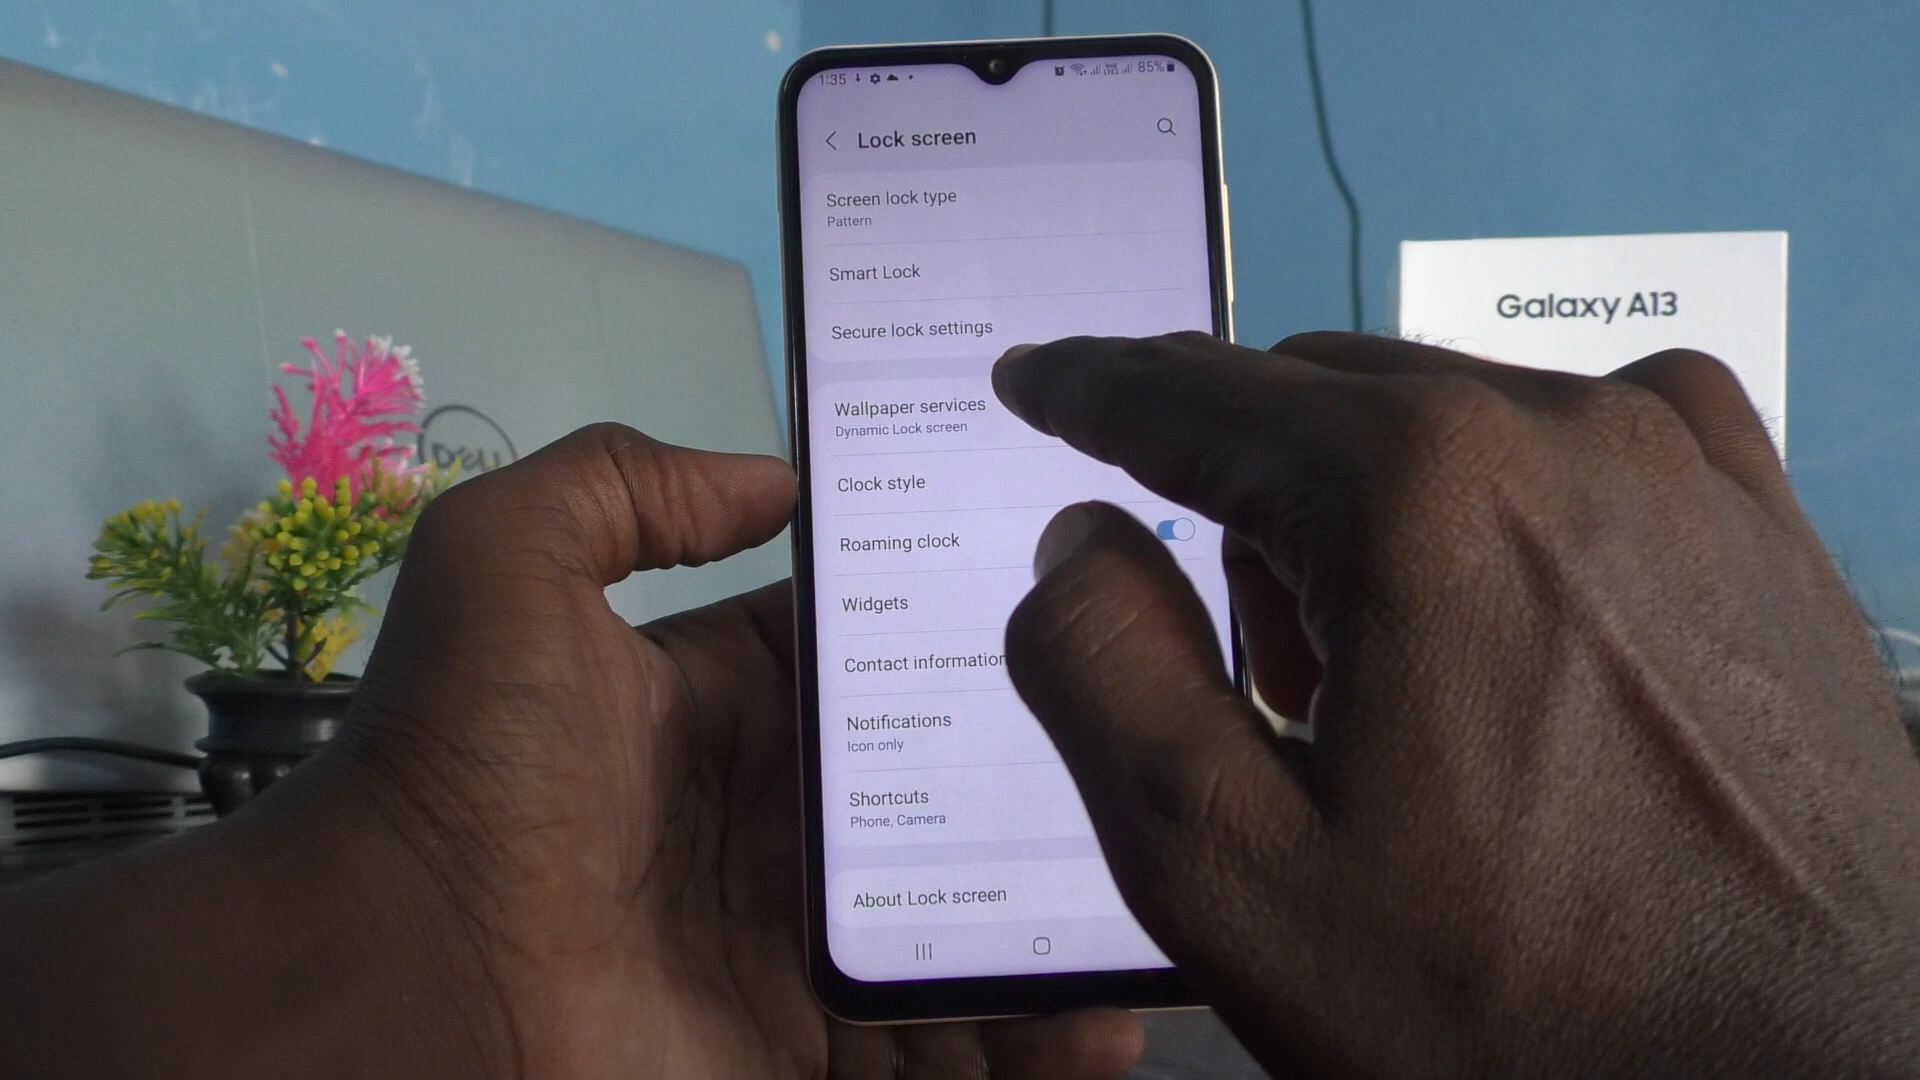 1:35
85%
Lock screen
Screen lock type
Pattern
Smart Lock
Secure lock settings
Wallpaper services
Dynamic Lock screen
Clock style
Roaming clock
Widgets
Contact information
Notifications
Icon only
Shortcuts
Phone, Camera
About Lock screen
Galaxy A13
DELL